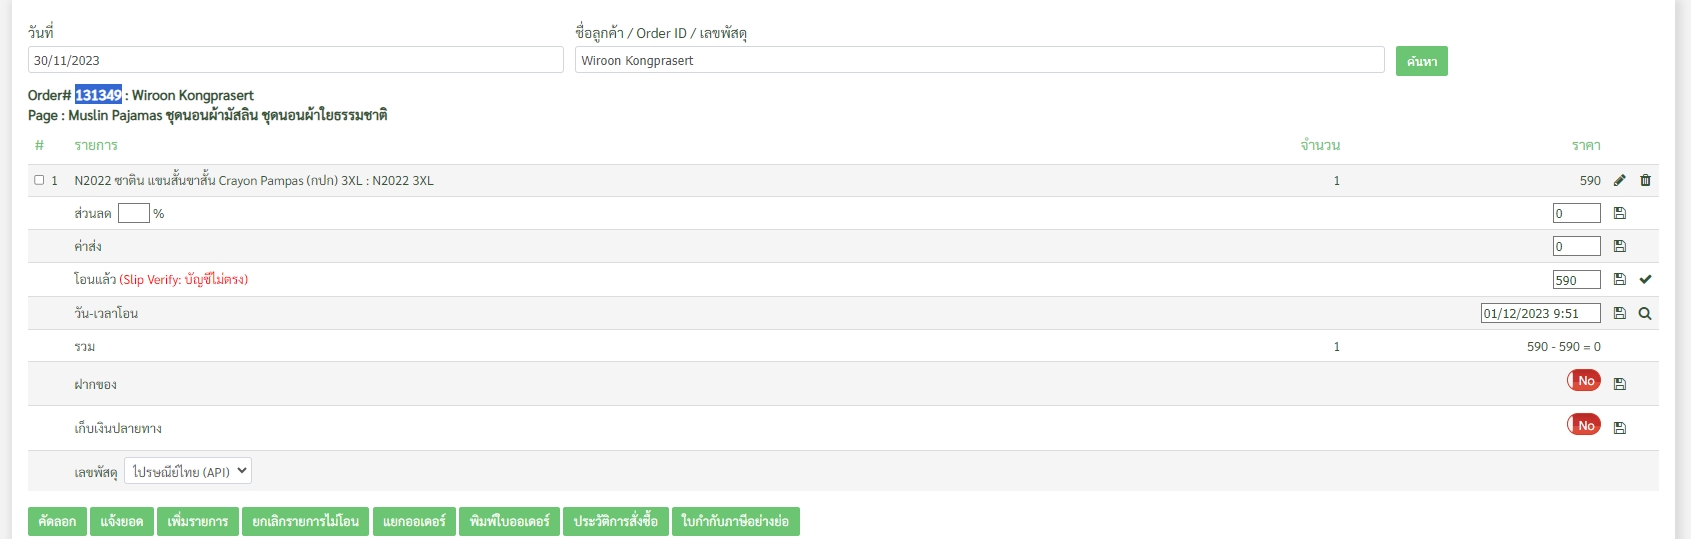 วันที่ ชื่อลูกค้า / Order ID / เลขพัสดุ
30/11/2023 Wiroon Kongprasert ค้นหา
Order# 131349 : Wiroon Kongprasert
Page : Muslin Pajamas ชุดนอนผ้ามัสลิน ชุดนอนผ้าใยธรรมชาติ
# รายการ จำนวน ราคา
1 N2022 ซาติน แขนสั้นขาสั้น Crayon Pampas (กปก) 3XL : N2022 3XL 1 590
ส่วนลด % 0
ค่าส่ง 0
โอนแล้ว (Slip Verify: บัญชีไม่ตรง) 590
วัน-เวลาโอน 01/12/2023 9:51
รวม 1 590 - 590 = 0
ฝากของ No
เก็บเงินปลายทาง No
เลขพัสดุ ไปรษณีย์ไทย (API)
คัดลอก แจ้งยอด เพิ่มรายการ ยกเลิกรายการไม่โอน แยกออเดอร์ พิมพ์ใบออเดอร์ ประวัติการสั่งซื้อ ใบกำกับภาษีอย่างย่อ